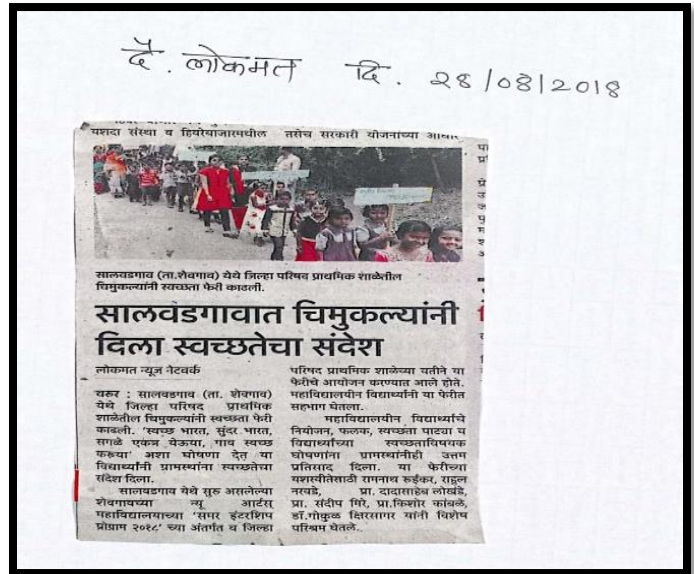 दै. लोकमत दि. २८/08/2018
यशदा संस्था व हिवरेबाजारमधील तसेच सरकारी योजनांच्या आधारे
सालवडगाव (ता.शेवगाव) येथे जिल्हा परिषद प्राथमिक शाळेतील
चिमुकल्यांनी स्वच्छता फेरी काढली.
सालवडगावात चिमुकल्यांनी
दिला स्वच्छतेचा संदेश
लोकमत न्यूज नेटवर्क
वरुर : सालवडगाव (ता. शेवगाव)
येथे जिल्हा परिषद प्राथमिक
शाळेतील चिमुकल्यांनी स्वच्छता फेरी
काढली. 'स्वच्छ भारत, सुंदर भारत,
सगळे एकत्र येऊया, गाव स्वच्छ
करूया' अशा घोषणा देत या
विद्यार्थ्यांनी ग्रामस्थांना स्वच्छतेचा
संदेश दिला.
सालवडगाव येथे सुरु असलेल्या
शेवगावच्या न्यू आर्टस्
महाविद्यालयाच्या 'समर इंटरशिप
प्रोग्राम २०१८' च्या अंतर्गत व जिल्हा
परिषद प्राथमिक शाळेच्या वतीने या
फेरीचे आयोजन करण्यात आले होते.
महाविद्यालयीन विद्यार्थ्यांनी या फेरीत
सहभाग घेतला.
महाविद्यालयीन विद्यार्थ्यांचे
नियोजन, फलक, स्वच्छता पाट्या व
विद्यार्थ्यांच्या स्वच्छताविषयक
घोषणांना ग्रामस्थांनीही उत्तम
प्रतिसाद दिला. या फेरीच्या
यशस्वीतेसाठी रामनाथ रुईकर, राहुल
नरवडे, प्रा. दादासाहेब लोखंडे,
प्रा. संदीप मिरे, प्रा.किशोर कांबळे,
डॉ.गोकुळ क्षिरसागर यांनी विशेष
परिश्रम घेतले.